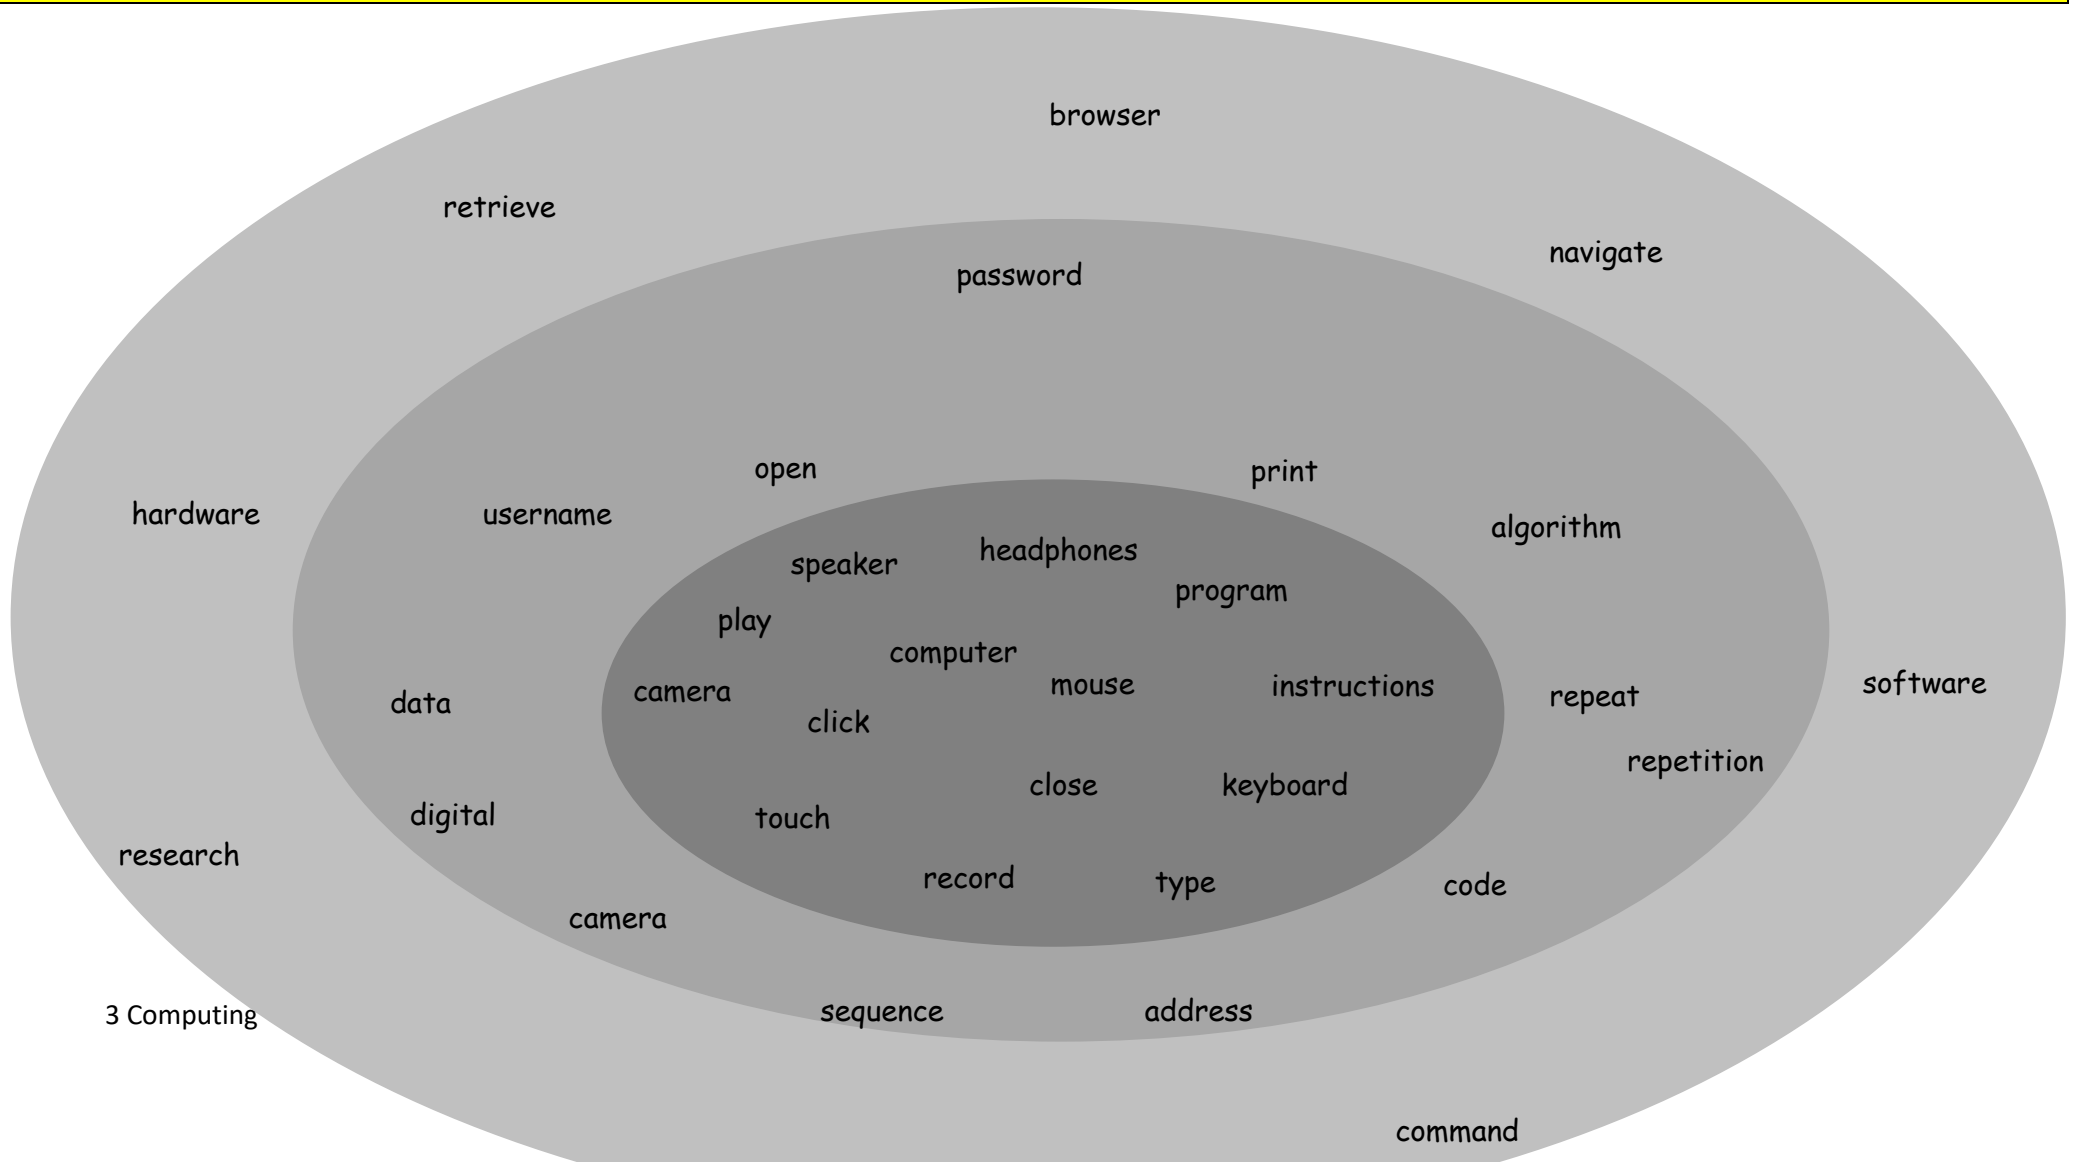 browser
retrieve
navigate
password
open
print
hardware
username
algorithm
headphones
speaker
program
play
computer
mouse
instructions
camera
data
click
repeat
software
repetition
close
keyboard
digital
touch
research
record
type
code
camera
3 Computing
sequence
address
command